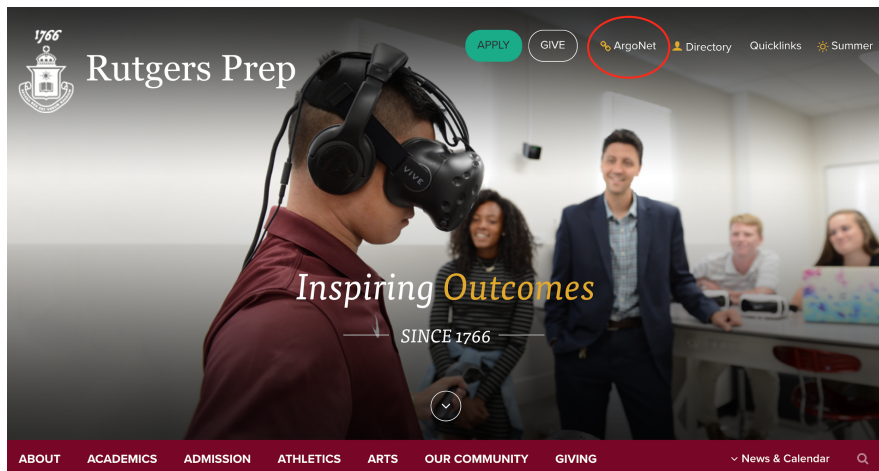 1766
Rutgers Prep
APPLY
GIVE
ArgoNet
Directory
Quicklinks
Summer
VIVE
Inspiring Outcomes
SINCE 1766
ABOUT
ACADEMICS
ADMISSION
ATHLETICS
ARTS
OUR COMMUNITY
GIVING
News & Calendar